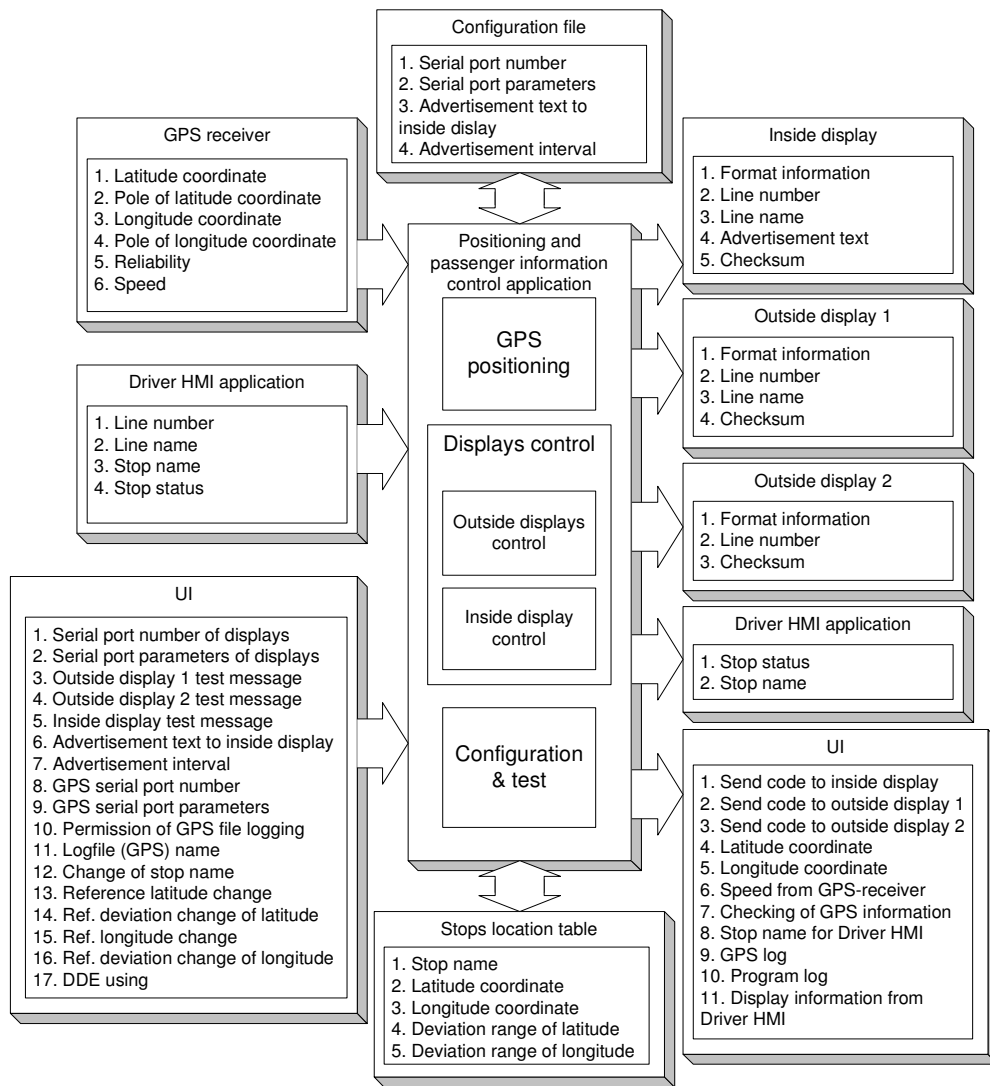 Configuration file
1. Serial port number
2. Serial port parameters
3. Advertisement text to
inside dislay
4. Advertisement interval
GPS receiver
1. Latitude coordinate
2. Pole of latitude coordinate
3. Longitude coordinate
4. Pole of longitude coordinate
5. Reliability
6. Speed
Inside display
1. Format information
2. Line number
3. Line name
4. Advertisement text
5. Checksum
Positioning and
passenger information
control application
GPS
positioning
Displays control
Outside displays
control
Inside display
control
Configuration
& test
Outside display 1
1. Format information
2. Line number
3. Line name
4. Checksum
Driver HMI application
1. Line number
2. Line name
3. Stop name
4. Stop status
Outside display 2
1. Format information
2. Line number
3. Checksum
Driver HMI application
1. Stop status
2. Stop name
UI
1. Serial port number of displays
2. Serial port parameters of displays
3. Outside display 1 test message
4. Outside display 2 test message
5. Inside display test message
6. Advertisement text to inside display
7. Advertisement interval
8. GPS serial port number
9. GPS serial port parameters
10. Permission of GPS file logging
11. Logfile (GPS) name
12. Change of stop name
13. Reference latitude change
14. Ref. deviation change of latitude
15. Ref. longitude change
16. Ref. deviation change of longitude
17. DDE using
UI
1. Send code to inside display
2. Send code to outside display 1
3. Send code to outside display 2
4. Latitude coordinate
5. Longitude coordinate
6. Speed from GPS-receiver
7. Checking of GPS information
8. Stop name for Driver HMI
9. GPS log
10. Program log
11. Display information from
Driver HMI
Stops location table
1. Stop name
2. Latitude coordinate
3. Longitude coordinate
4. Deviation range of latitude
5. Deviation range of longitude